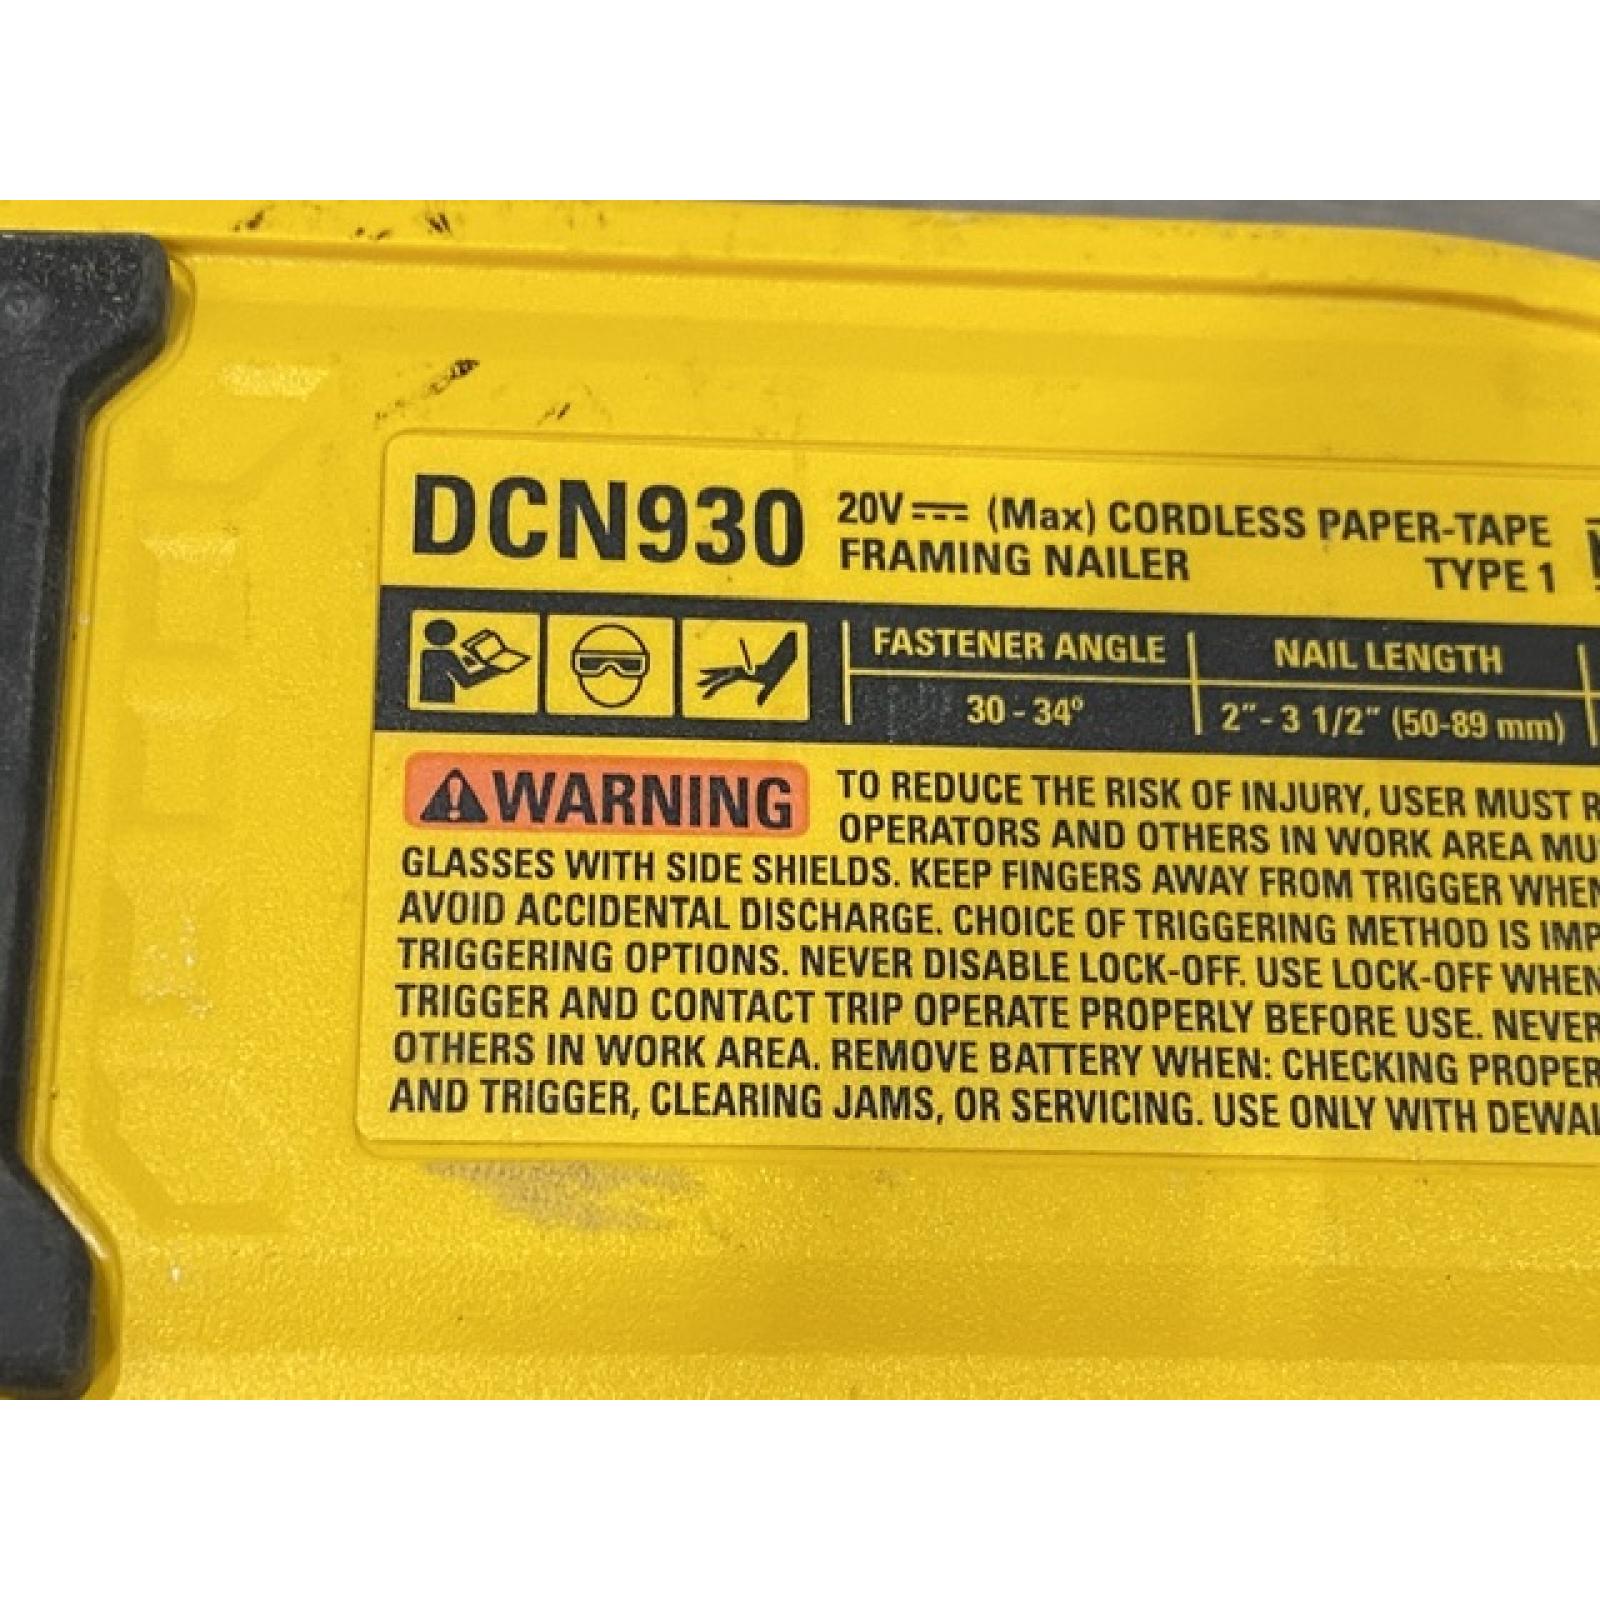 DCN930 20V (Max) CORDLESS PAPER-TAPE
FRAMING NAILER TYPE 1
FASTENER ANGLE NAIL LENGTH
30 - 34° 2" - 3 1/2" (50-89 mm)
WARNING TO REDUCE THE RISK OF INJURY, USER MUST
OPERATORS AND OTHERS IN WORK AREA
GLASSES WITH SIDE SHIELDS. KEEP FINGERS AWAY FROM TRIGGER WHEN
AVOID ACCIDENTAL DISCHARGE. CHOICE OF TRIGGERING METHOD IS
TRIGGERING OPTIONS. NEVER DISABLE LOCK-OFF. USE LOCK-OFF WHEN
TRIGGER AND CONTACT TRIP OPERATE PROPERLY BEFORE USE. NEVER
OTHERS IN WORK AREA. REMOVE BATTERY WHEN: CHECKING PROPER
AND TRIGGER, CLEARING JAMS, OR SERVICING. USE ONLY WITH